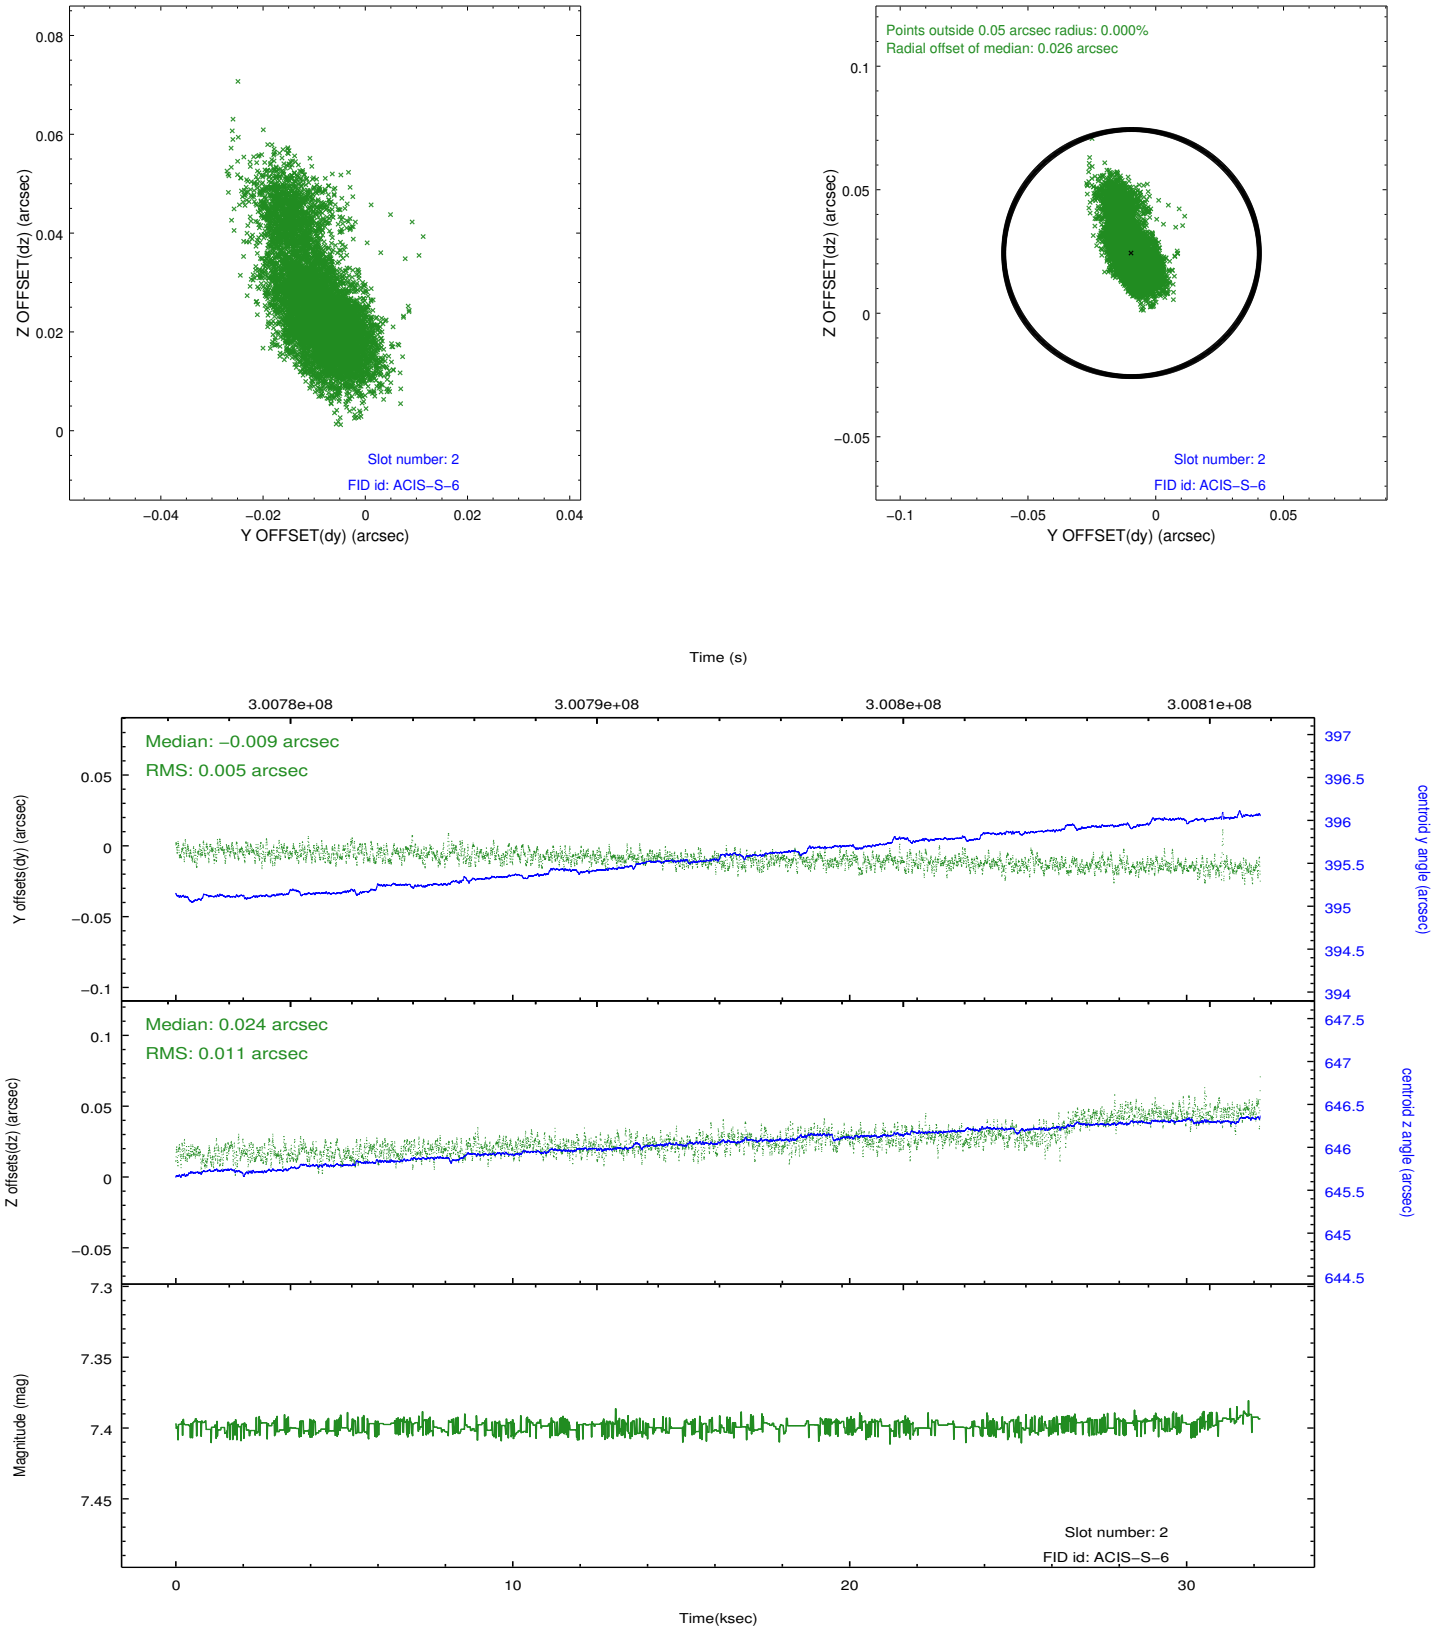 0.08
0.06
0.04
0.02
0
Z OFFSET(dz) (arcsec)
Slot number: 2
FID id: ACIS−S−6
−0.04
−0.02
0
0.02
0.04
Y OFFSET(dy) (arcsec)
Points outside 0.05 arcsec radius: 0.000%
Radial offset of median: 0.026 arcsec
0.1
0.05
0
−0.05
Z OFFSET(dz) (arcsec)
Slot number: 2
FID id: ACIS−S−6
−0.1
−0.05
0
0.05
Y OFFSET(dy) (arcsec)
Time (s)
3.0078e+08
3.0079e+08
3.008e+08
3.0081e+08
Median: −0.009 arcsec
RMS: 0.005 arcsec
0.05
0
−0.05
−0.1
Y offsets(dy) (arcsec)
397
396.5
396
395.5
395
394.5
394
centroid y angle (arcsec)
Median: 0.024 arcsec
RMS: 0.011 arcsec
0.1
0.05
0
−0.05
Z offsets(dz) (arcsec)
647.5
647
646.5
646
645.5
645
644.5
centroid z angle (arcsec)
7.3
7.35
7.4
7.45
Magnitude (mag)
Slot number: 2
FID id: ACIS−S−6
0
10
20
30
Time(ksec)